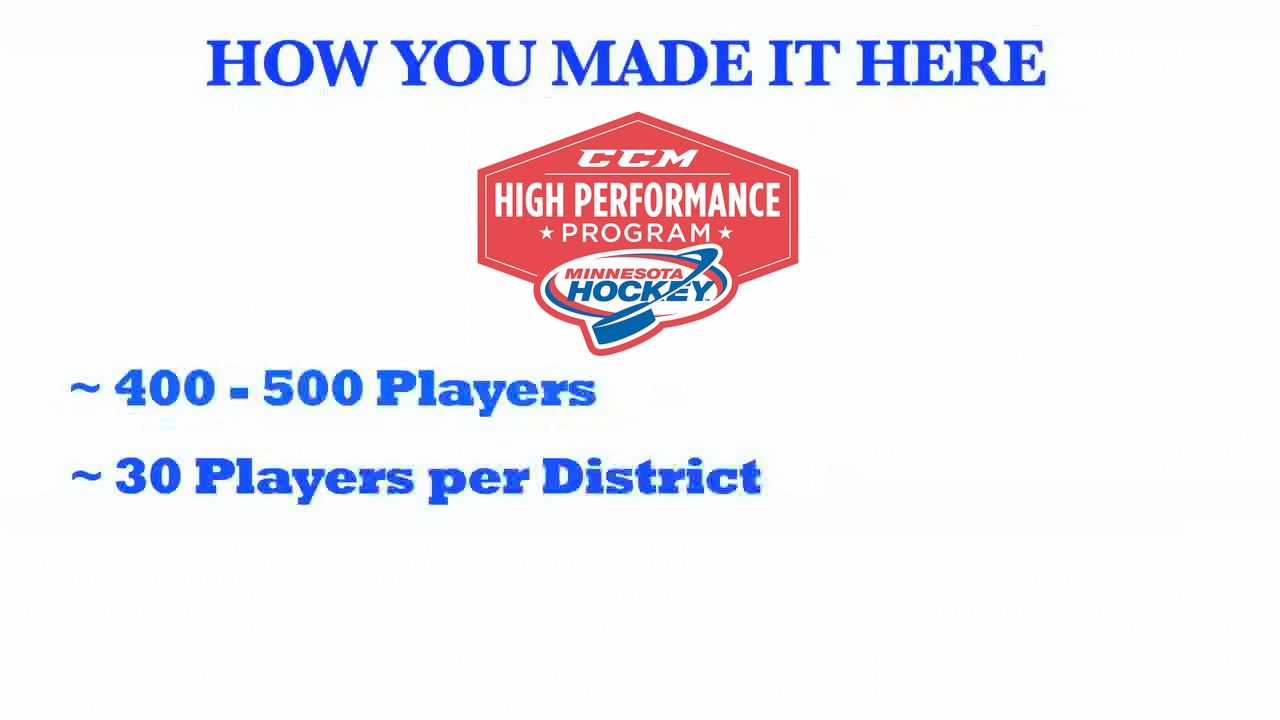 HOW YOU MADE IT HERE
CCM
HIGH PERFORMANCE
★ PROGRAM ★
MINNESOTA
HOCKEY
~ 400 - 500 Players
~ 30 Players per District